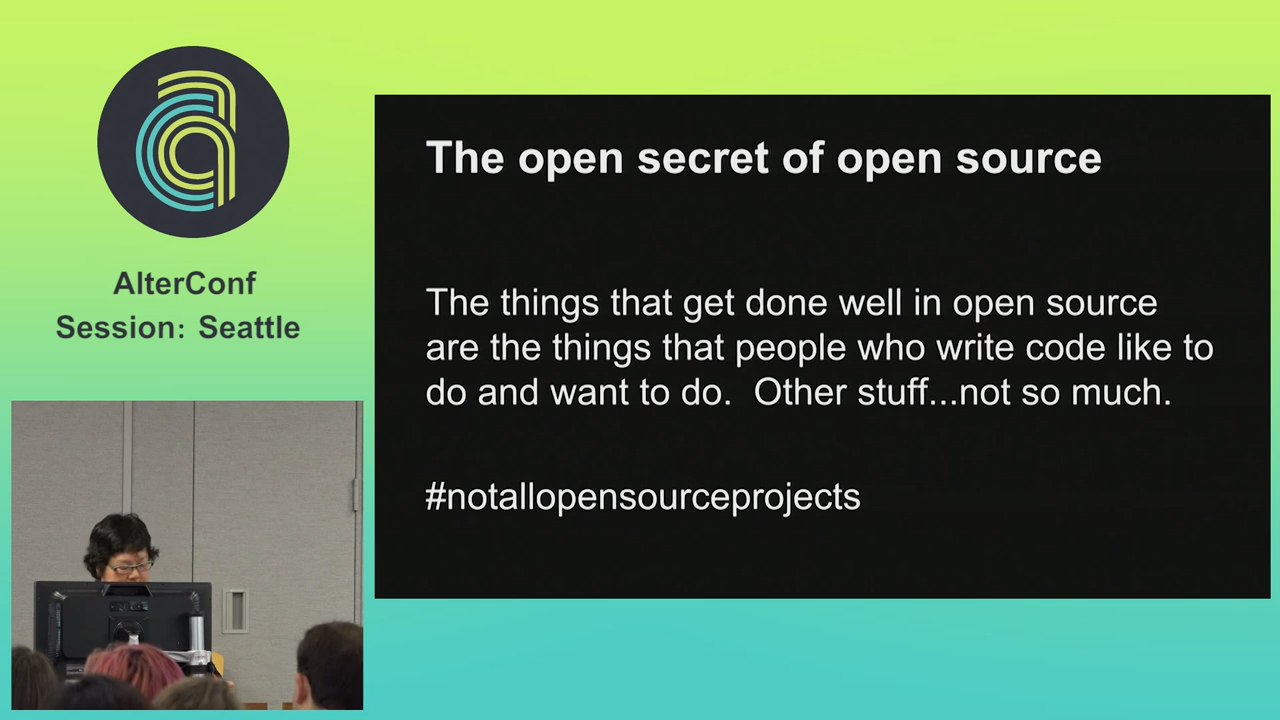 AlterConf
Session: Seattle
The open secret of open source
The things that get done well in open source
are the things that people who write code like to
do and want to do.  Other stuff...not so much.
#notallopensourceprojects